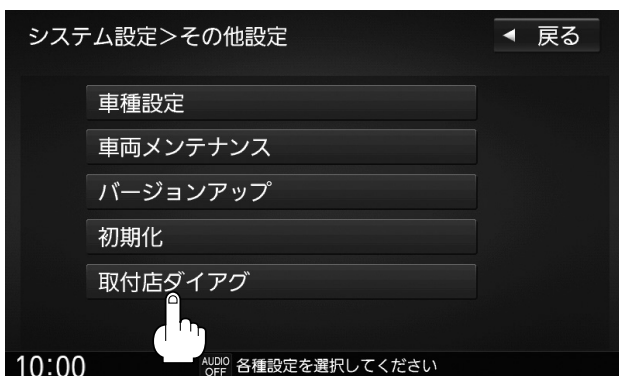 システム設定＞その他設定
◀ 戻る
車種設定
車両メンテナンス
バージョンアップ
初期化
取付店ダイアグ
10:00 AUDIO OFF 各種設定を選択してください